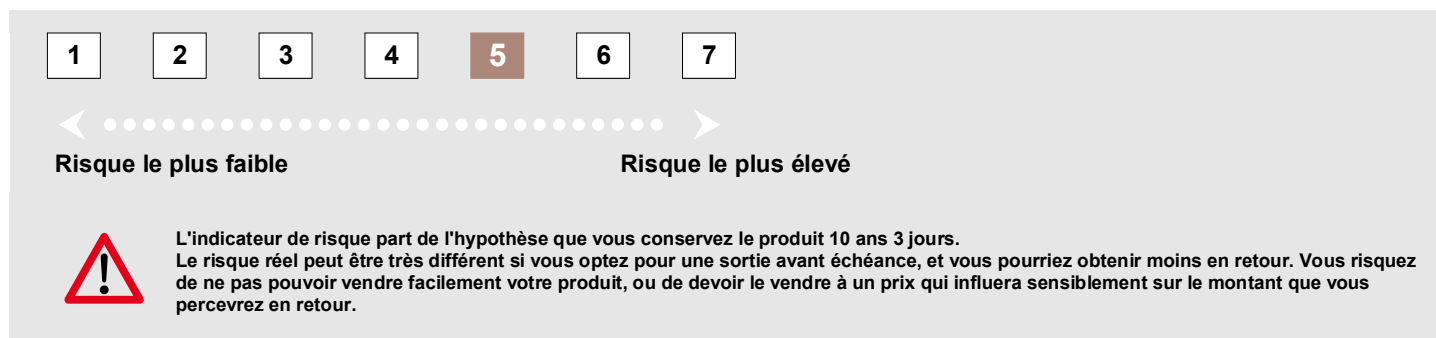 1 2 3 4 5 6 7
Risque le plus faible Risque le plus élevé
!
L'indicateur de risque part de l'hypothèse que vous conservez le produit 10 ans 3 jours.
Le risque réel peut être très différent si vous optez pour une sortie avant échéance, et vous pourriez obtenir moins en retour. Vous risquez
de ne pas pouvoir vendre facilement votre produit, ou de devoir le vendre à un prix qui influera sensiblement sur le montant que vous
percevrez en retour.